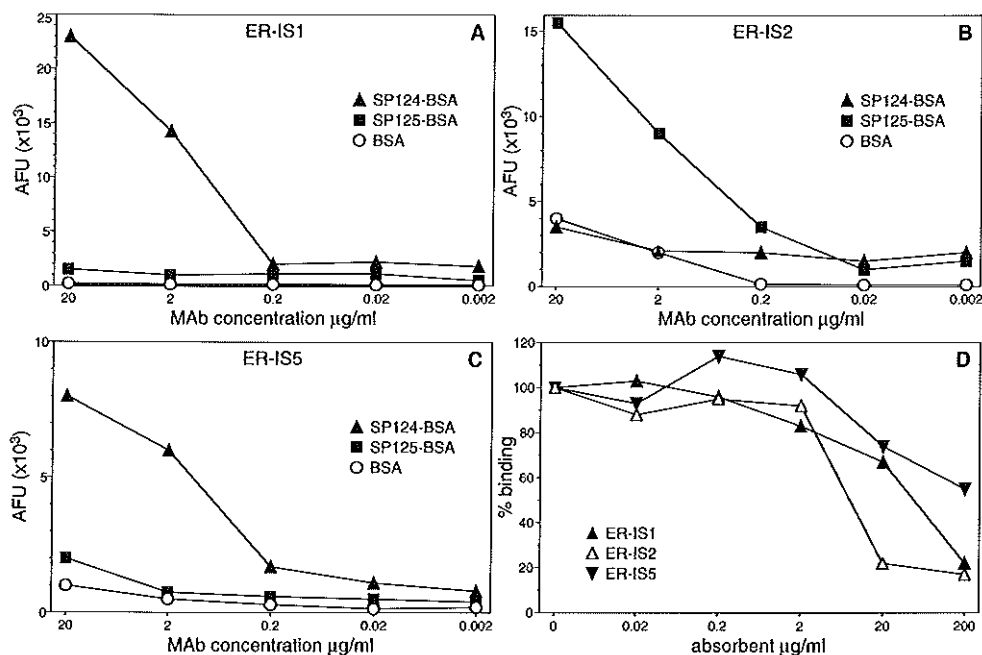 ER-IS1
A
25
20
15
10
5
0
AFU (x10³)
▲ SP124-BSA
■ SP125-BSA
○ BSA
20 2 0.2 0.02 0.002
MAb concentration µg/ml
ER-IS2
B
15
10
5
0
AFU (x10³)
▲ SP124-BSA
■ SP125-BSA
○ BSA
20 2 0.2 0.02 0.002
MAb concentration µg/ml
ER-IS5
C
10
5
0
AFU (x10³)
▲ SP124-BSA
■ SP125-BSA
○ BSA
20 2 0.2 0.02 0.002
MAb concentration µg/ml
D
120
100
80
60
40
20
0
% binding
▲ ER-IS1
△ ER-IS2
▼ ER-IS5
0 0.02 0.2 2 20 200
absorbent µg/ml